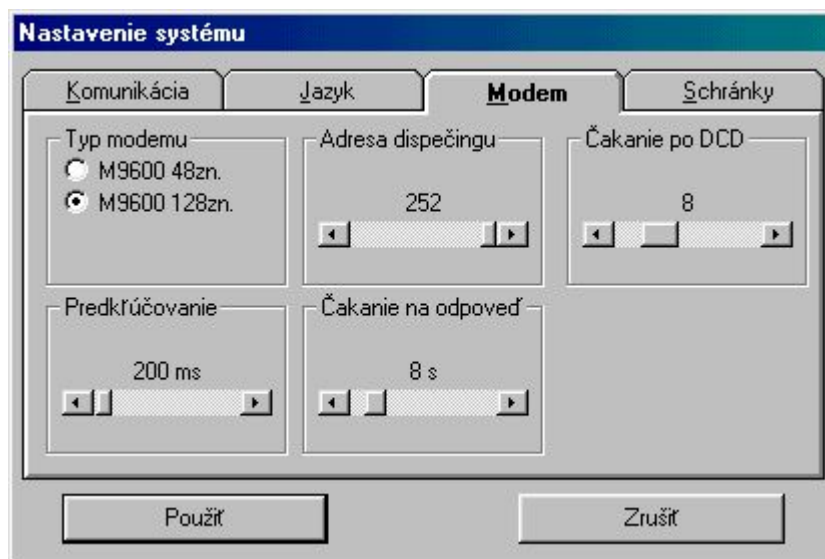 Nastavenie systému
Komunikácia
Jazyk
Modem
Schránky
Typ modemu
M9600 48zn.
M9600 128zn.
Adresa dispečingu
252
Čakanie po DCD
8
Predkľúčovanie
200 ms
Čakanie na odpoveď
8 s
Použiť
Zrušiť